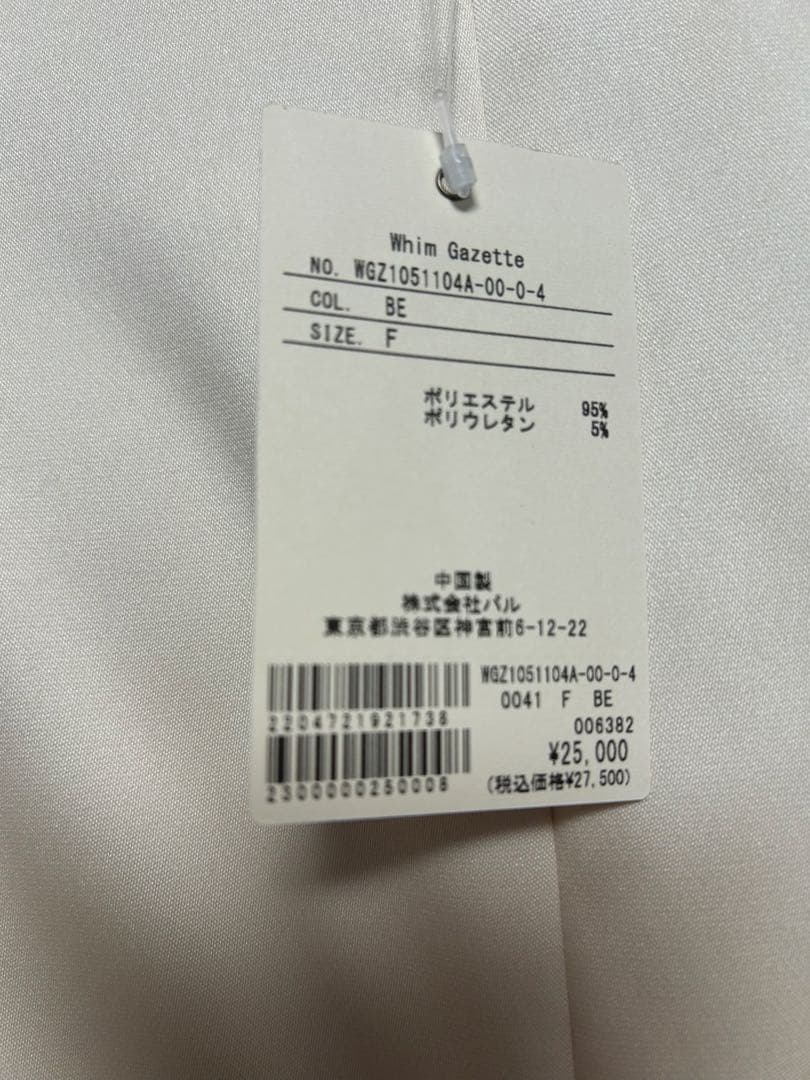 Whim Gazette
NO. WGZ1051104A-00-0-4
COL. BE
SIZE. F
ポリエステル 95%
ポリウレタン 5%
中国製
株式会社パル
東京都渋谷区神宮前6-12-22
WGZ1051104A-00-0-4
0041 F BE
2204721921738
006382
¥25,000
2300000250008
(税込価格¥27,500)